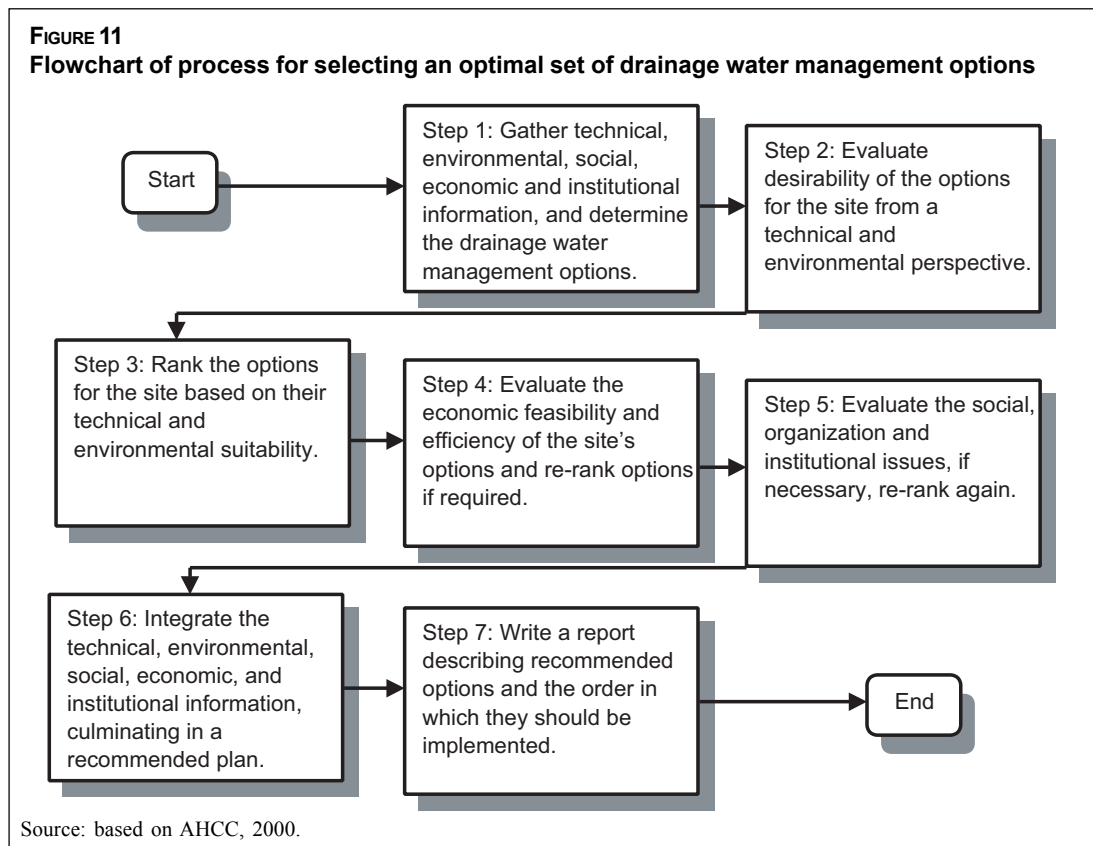 FIGURE 11
Flowchart of process for selecting an optimal set of drainage water management options
Start
Step 1: Gather technical,
environmental, social,
economic and institutional
information, and determine
the drainage water
management options.
Step 2: Evaluate
desirability of the options
for the site from a
technical and
environmental perspective.
Step 3: Rank the options
for the site based on their
technical and
environmental suitability.
Step 4: Evaluate the
economic feasibility and
efficiency of the site's
options and re-rank options
if required.
Step 5: Evaluate the social,
organization and
institutional issues, if
necessary, re-rank again.
Step 6: Integrate the
technical, environmental,
social, economic, and
institutional information,
culminating in a
recommended plan.
Step 7: Write a report
describing recommended
options and the order in
which they should be
implemented.
End
Source: based on AHCC, 2000.